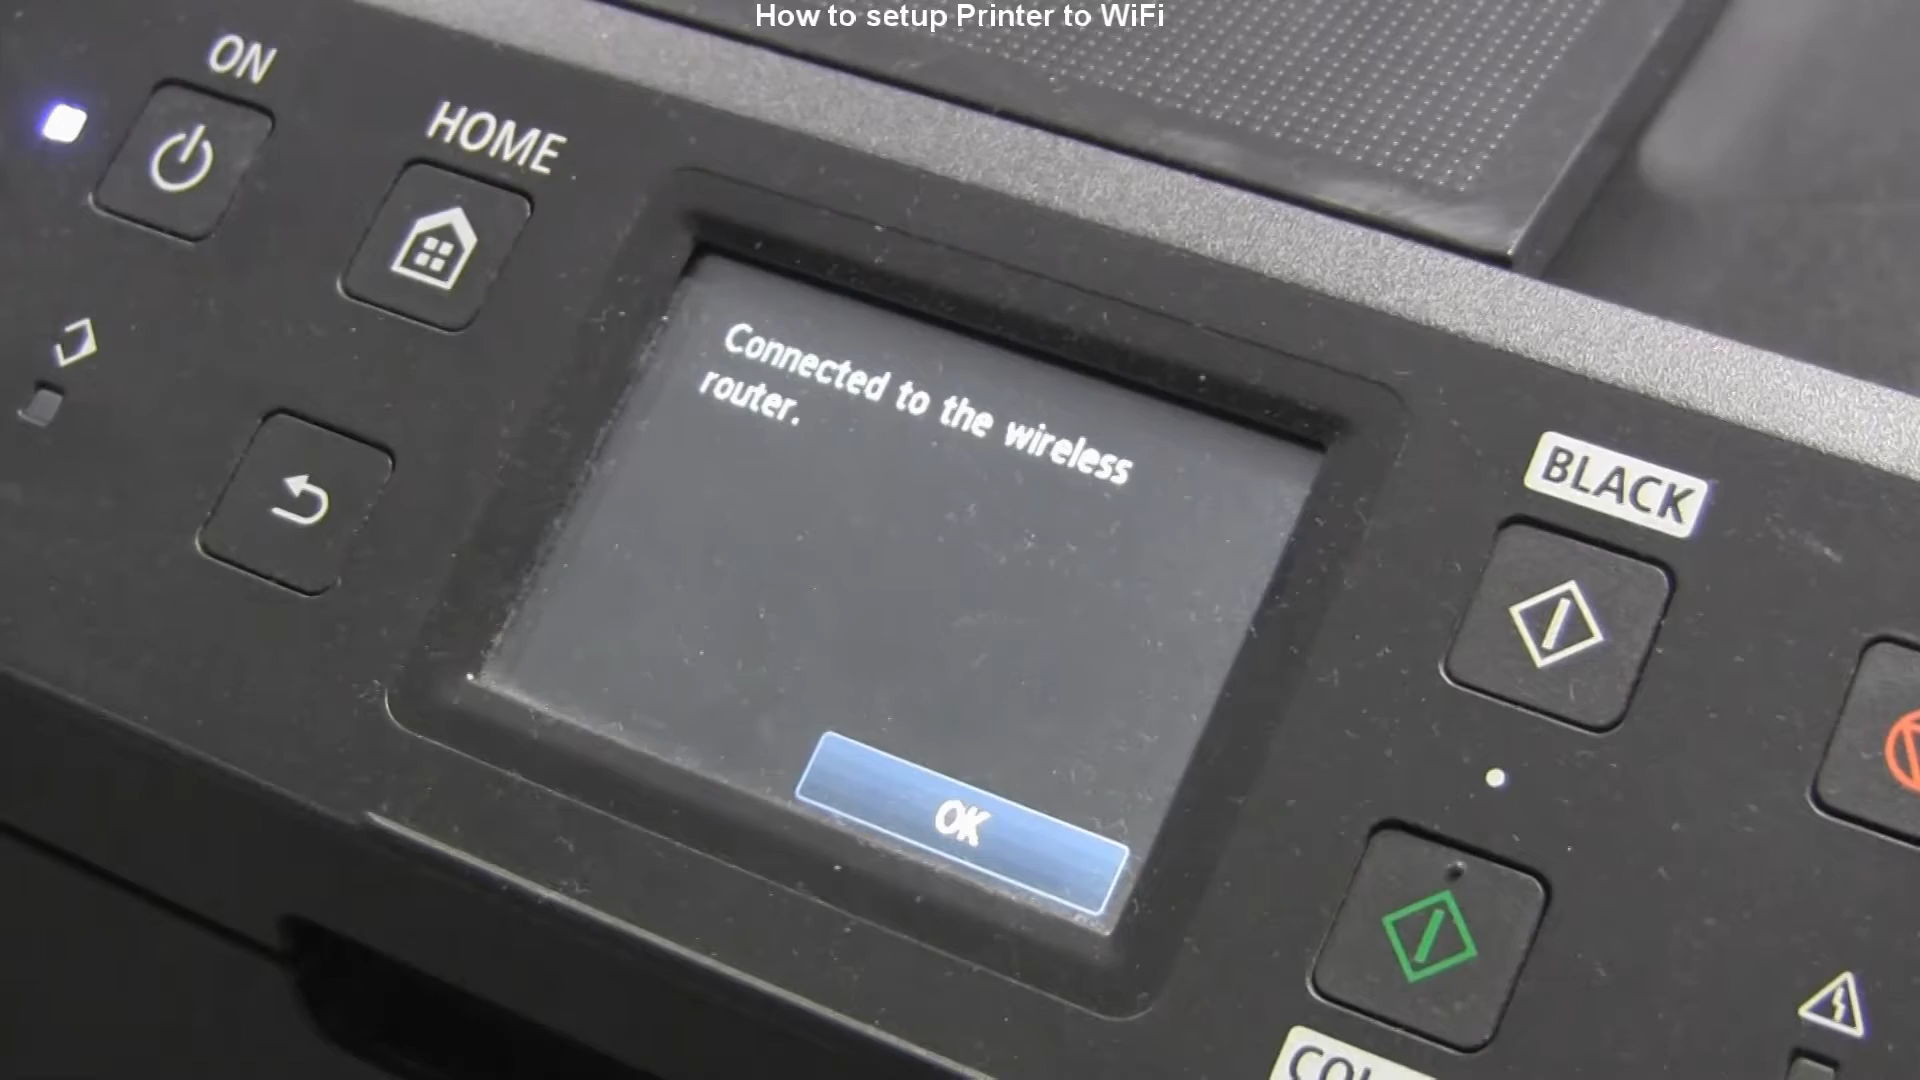 How to setup Printer to WiFi
ON
HOME
Connected to the wireless
router.
BLACK
OK